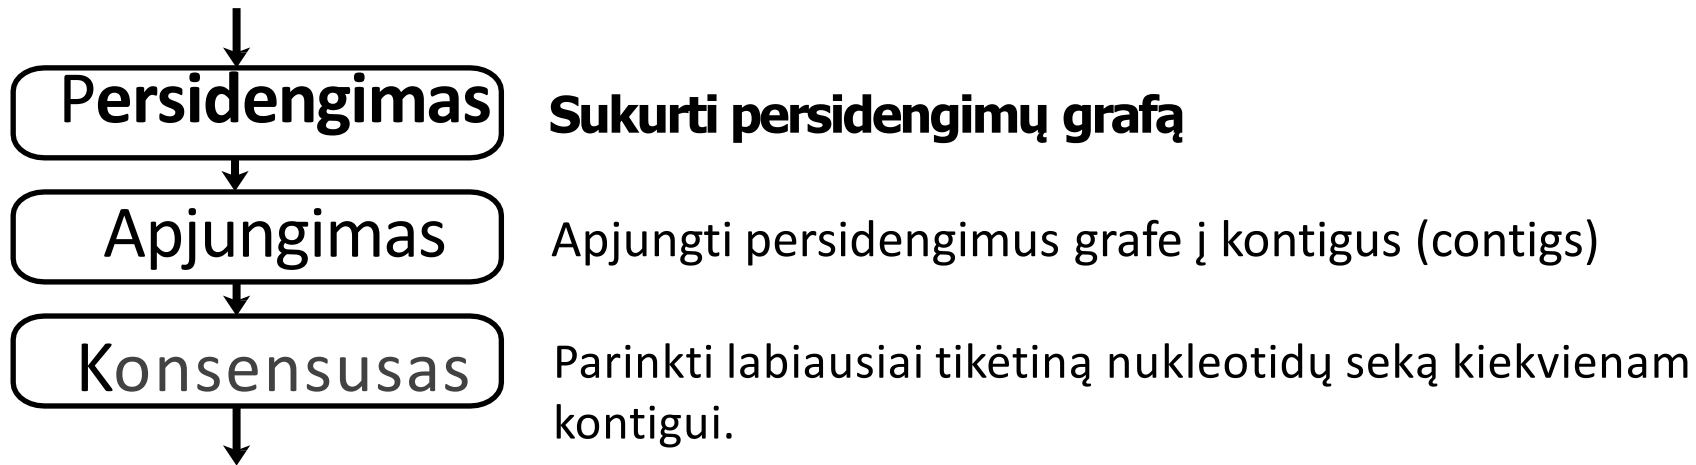 Persidengimas
Sukurti persidengimų grafą
Apjungimas
Apjungti persidengimus grafe į kontigus (contigs)
Konsensusas
Parinkti labiausiai tikėtiną nukleotidų seką kiekvienam
kontigui.